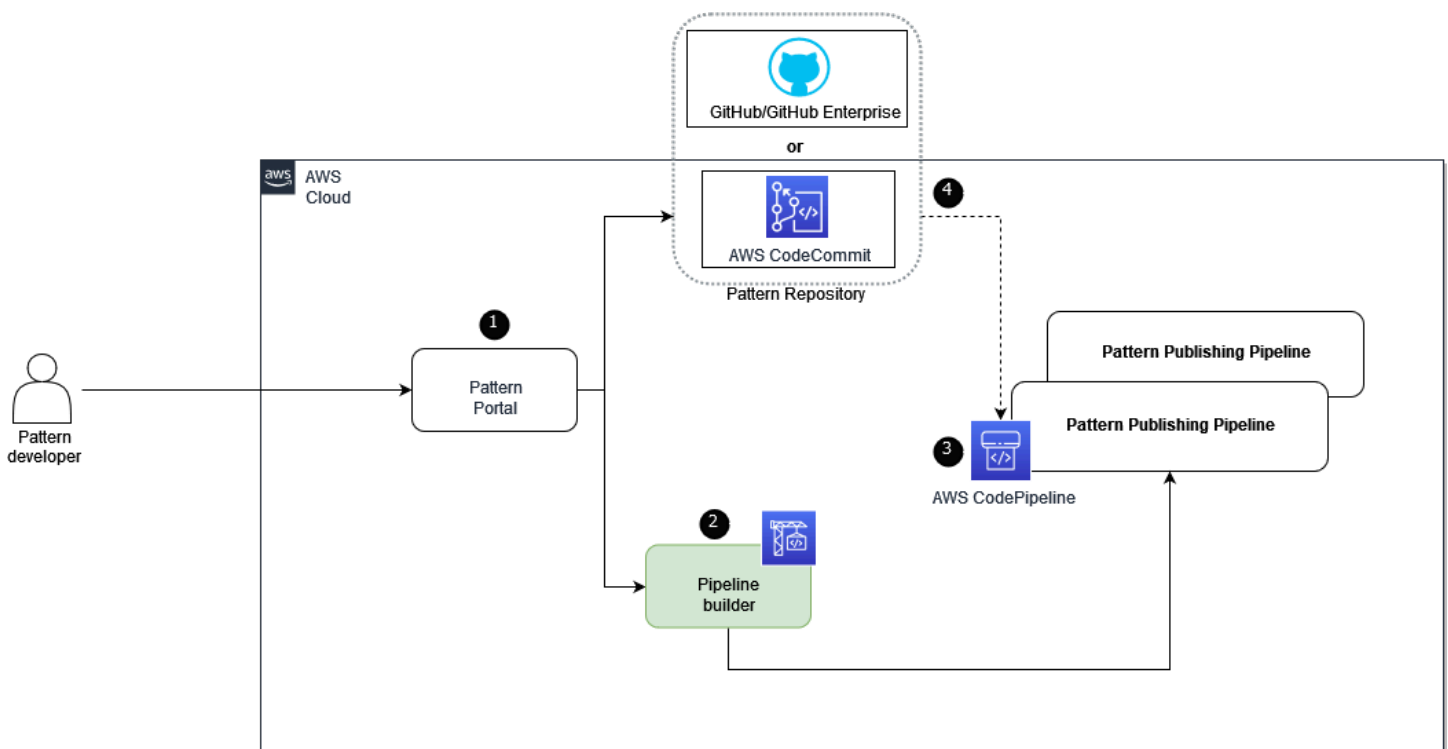 GitHub/GitHub Enterprise
or
aws
AWS
Cloud
4
AWS CodeCommit
Pattern Repository
1
Pattern Publishing Pipeline
Pattern
Portal
Pattern Publishing Pipeline
Pattern
developer
3
</>
AWS CodePipeline
2
Pipeline
builder